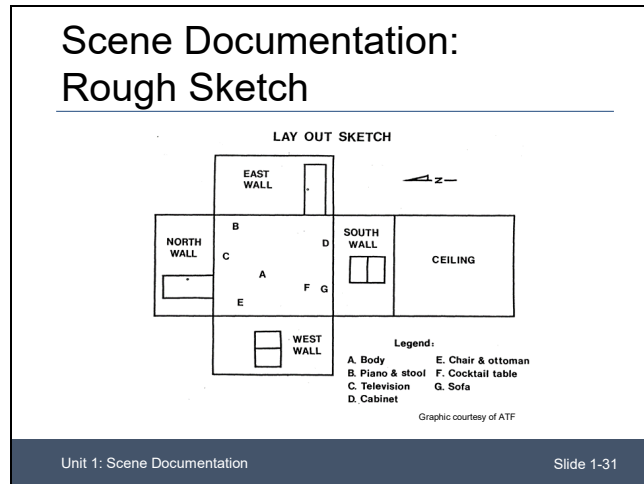 Scene Documentation:
Rough Sketch
LAY OUT SKETCH
EAST
WALL
Z
B
D
NORTH
WALL
C
SOUTH
WALL
CEILING
A
F G
E
WEST
WALL
Legend:
A. Body
B. Piano & stool
C. Television
D. Cabinet
E. Chair & ottoman
F. Cocktail table
G. Sofa
Graphic courtesy of ATF
Unit 1: Scene Documentation
Slide 1-31